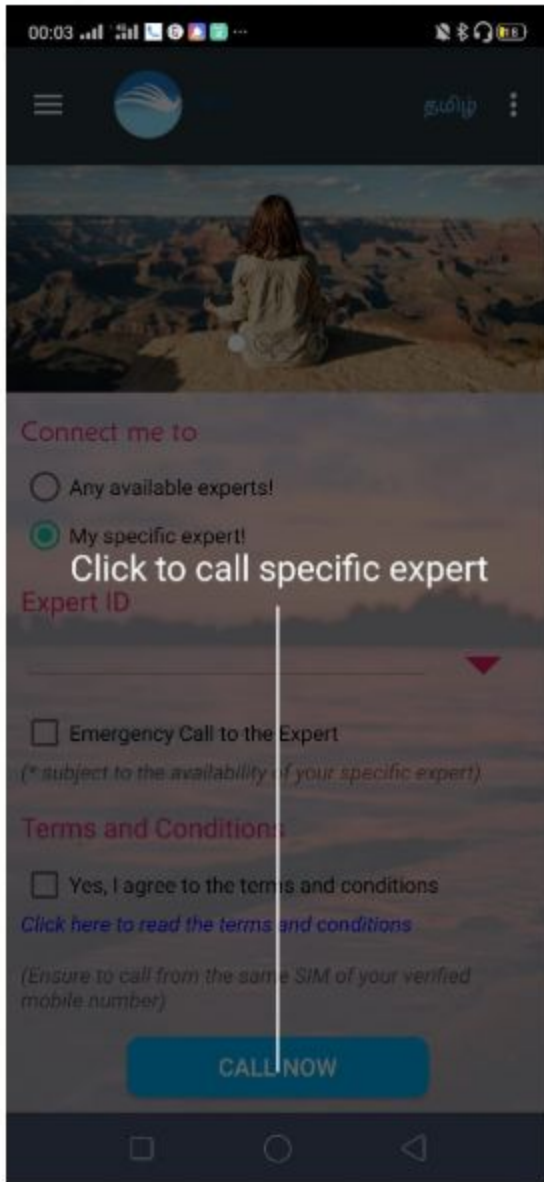 00:03
18
தமிழ்
Connect me to
Any available experts!
My specific expert!
Click to call specific expert
Expert ID
Emergency Call to the Expert
(* subject to the availability of your specific expert)
Terms and Conditions
Yes, I agree to the terms and conditions
Click here to read the terms and conditions
(Ensure to call from the same SIM of your verified
mobile number)
CALL NOW